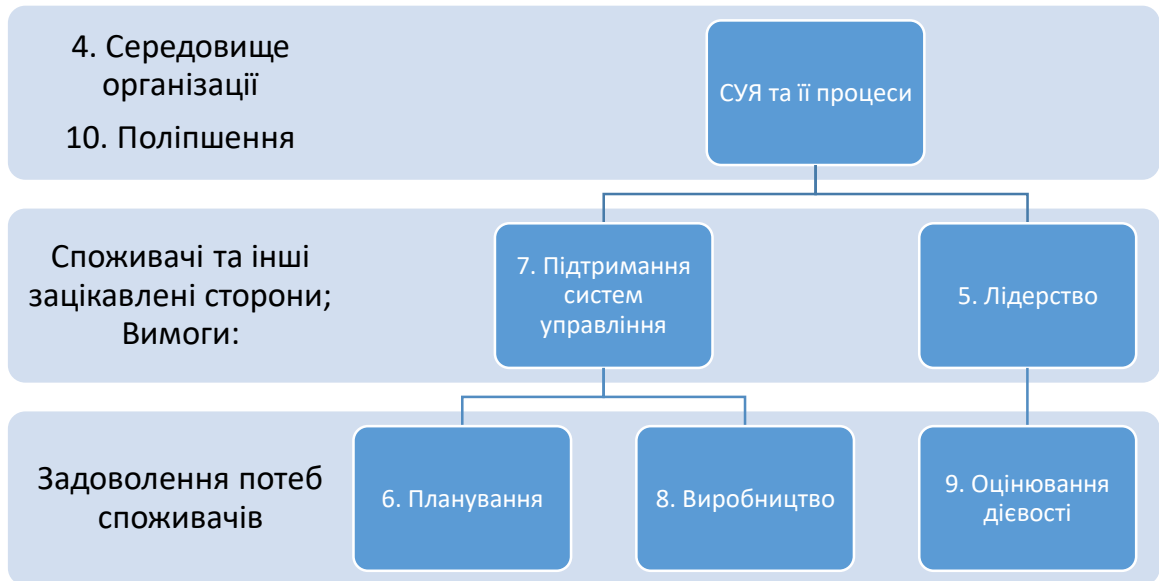 4. Середовище
організації
10. Поліпшення
СУЯ та її процеси
Споживачі та інші
зацікавлені сторони;
Вимоги:
7. Підтримання
систем
управління
5. Лідерство
Задоволення потеб
споживачів
6. Планування
8. Виробництво
9. Оцінювання
дієвості